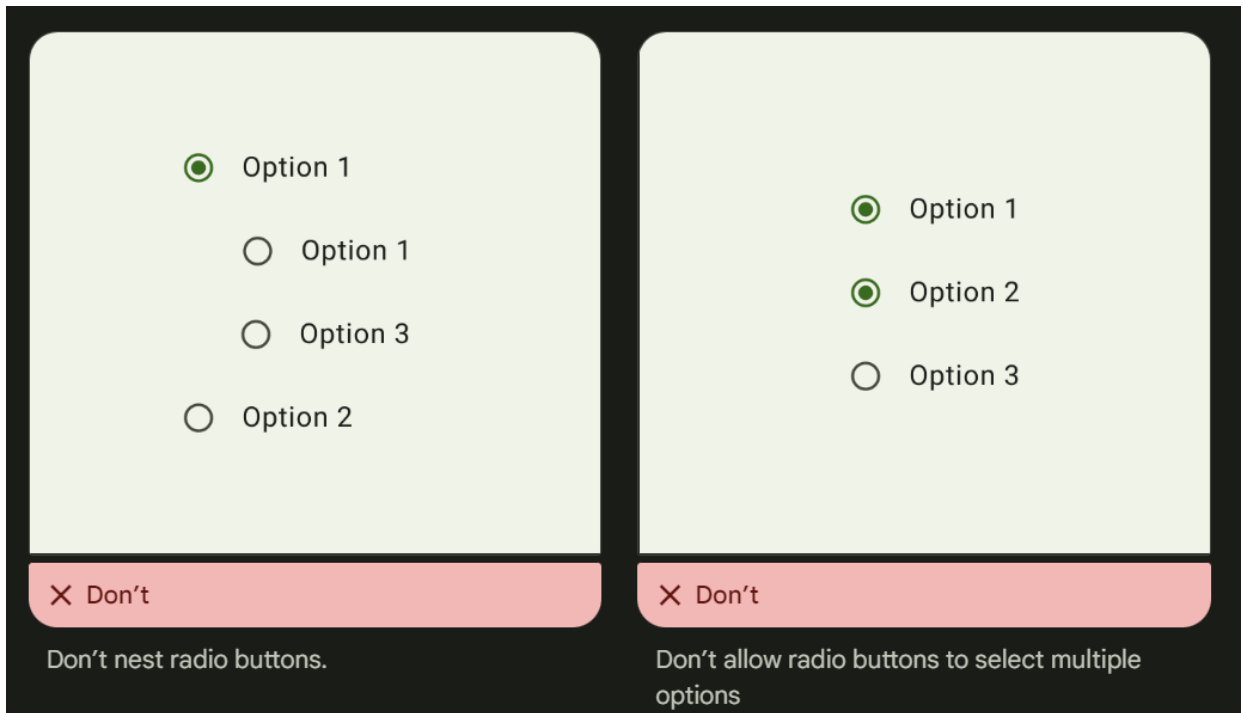 Option 1
Option 1
Option 3
Option 2
Don’t
Don’t nest radio buttons.
Option 1
Option 2
Option 3
Don’t
Don’t allow radio buttons to select multiple
options